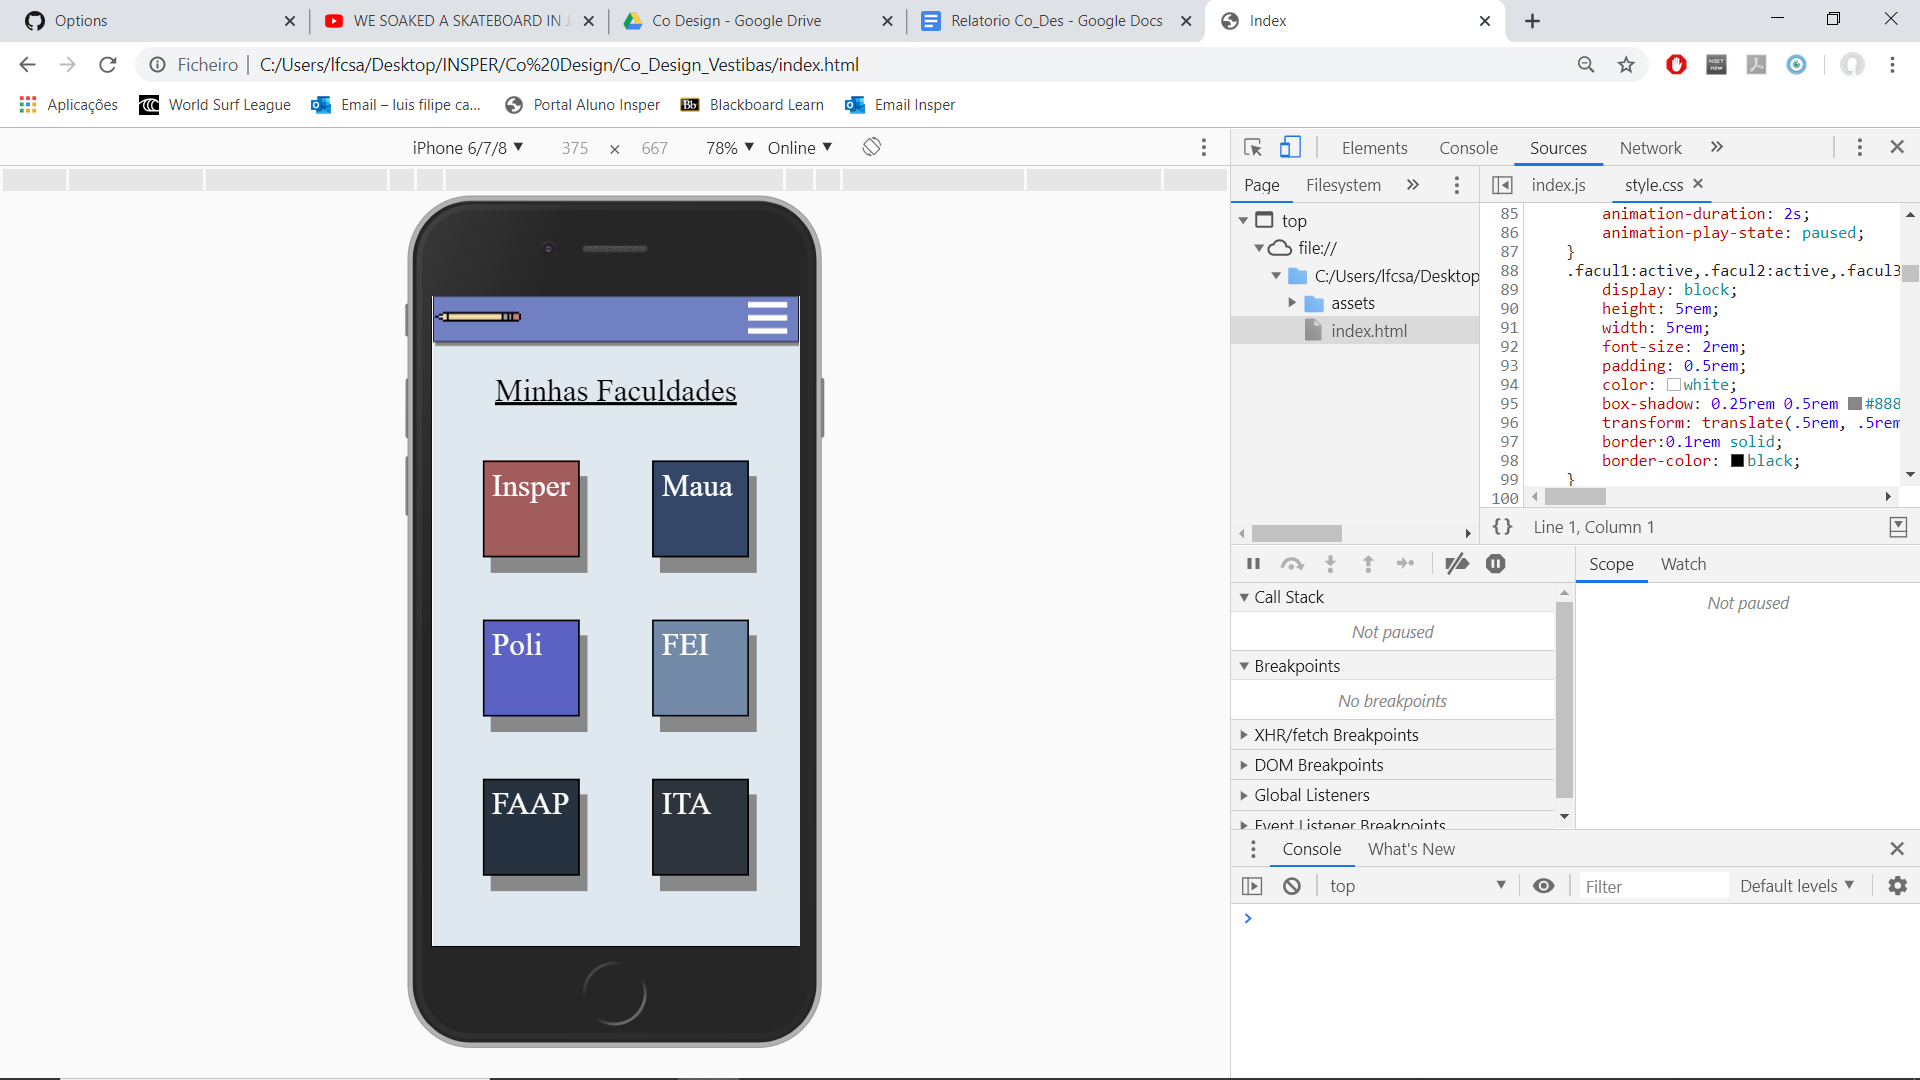 Options
WE SOAKED A SKATEBOARD IN J
Co Design - Google Drive
Relatorio Co_Des - Google Docs
Index
Ficheiro
C:/Users/lfcsa/Desktop/INSPER/Co%20Design/Co_Design_Vestibas/index.html
Aplicações
World Surf League
Email – luis filipe ca...
Portal Aluno Insper
Bb
Blackboard Learn
Email Insper
iPhone 6/7/8
375 × 667
78%
Online
Minhas Faculdades
Insper
Maua
Poli
FEI
FAAP
ITA
Elements
Console
Sources
Network
Page
Filesystem
top
file://
C:/Users/lfcsa/Desktop
assets
index.html
index.js
style.css
85 animation-duration: 2s;
86 animation-play-state: paused;
87 }
88 .facul1:active,.facul2:active,.facul3
89 display: block;
90 height: 5rem;
91 width: 5rem;
92 font-size: 2rem;
93 padding: 0.5rem;
94 color: white;
95 box-shadow: 0.25rem 0.5rem #888
96 transform: translate(.5rem, .5rem
97 border:0.1rem solid;
98 border-color: black;
99 }
100
{} Line 1, Column 1
Call Stack
Not paused
Breakpoints
No breakpoints
XHR/fetch Breakpoints
DOM Breakpoints
Global Listeners
Event Listener Breakpoints
Scope
Watch
Not paused
Console
What's New
top
Filter
Default levels